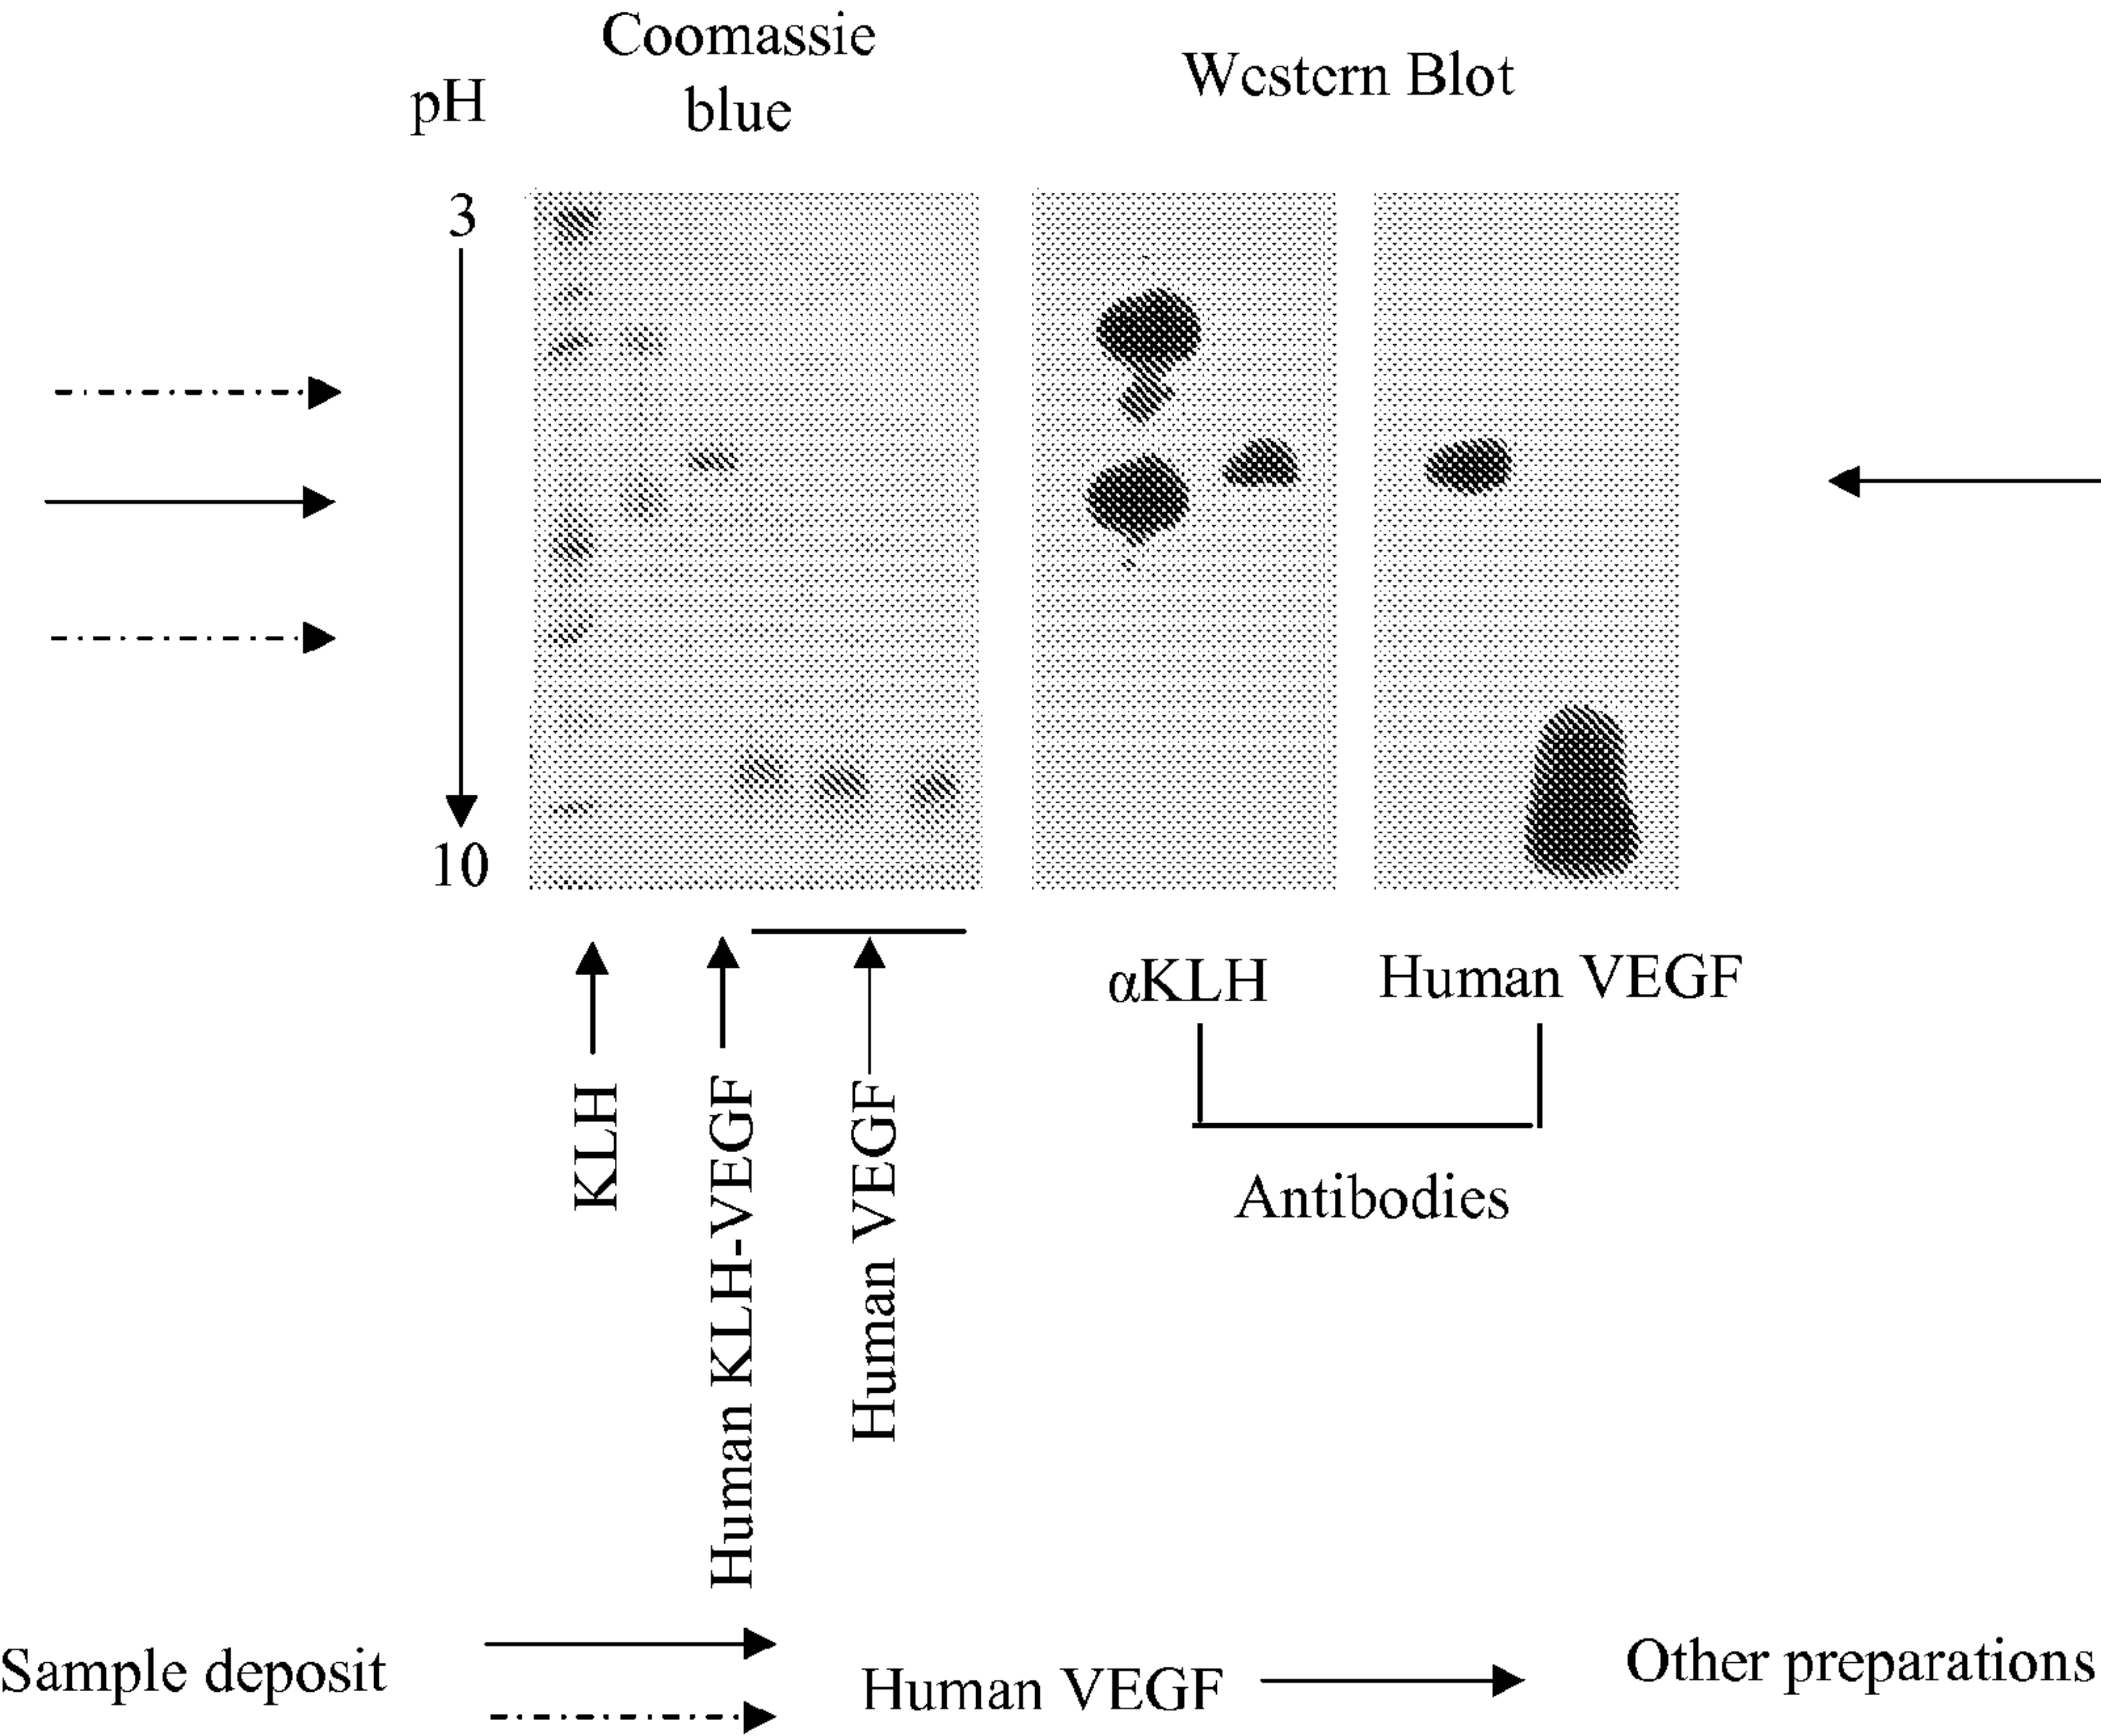 Coomassie
blue
pH
Western Blot
3
10
KLH
Human KLH-VEGF
Human VEGF
αKLH
Human VEGF
Antibodies
Sample deposit
Human VEGF
Other preparations